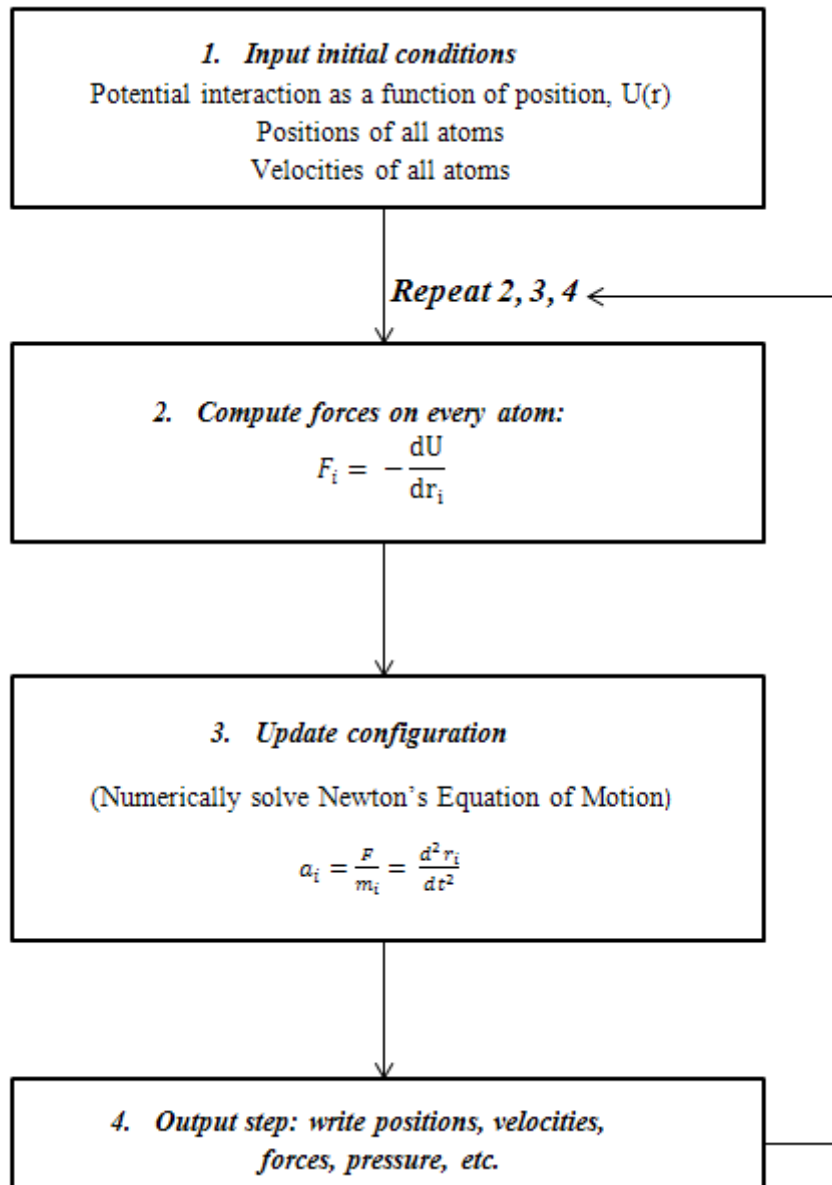 1. Input initial conditions
Potential interaction as a function of position, U(r)
Positions of all atoms
Velocities of all atoms
Repeat 2, 3, 4
2. Compute forces on every atom:
F_i = − dU/dr_i
3. Update configuration
(Numerically solve Newton's Equation of Motion)
a_i = F/m_i = d²r_i/dt²
4. Output step: write positions, velocities,
forces, pressure, etc.